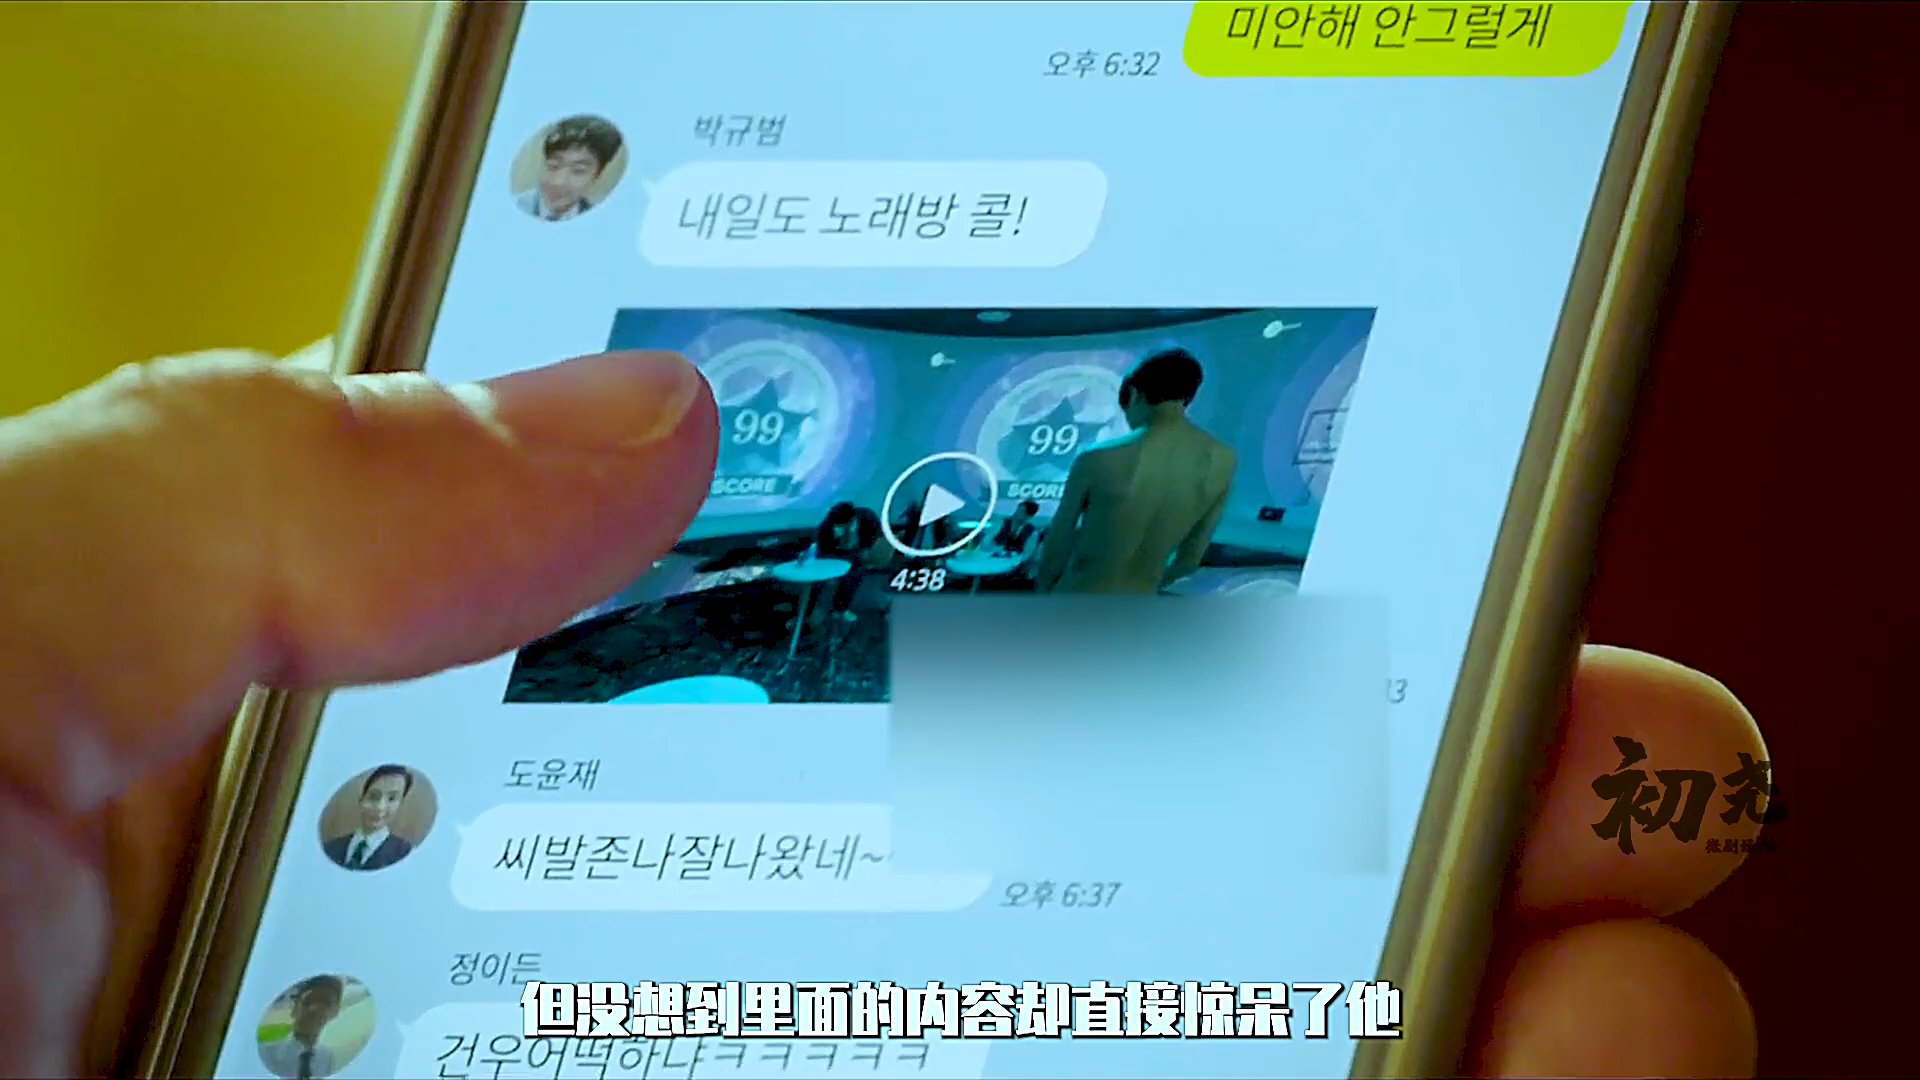 미안해 안그럴게
오후 6:32
박규범
내일도 노래방 콜!
99
SCORE
99
SCORE
4:38
도윤재
씨발존나잘나왔네~
오후 6:37
정이든
건우어떡하냐ㅋㅋㅋㅋㅋ
但没想到里面的内容却直接惊呆了他
初尧